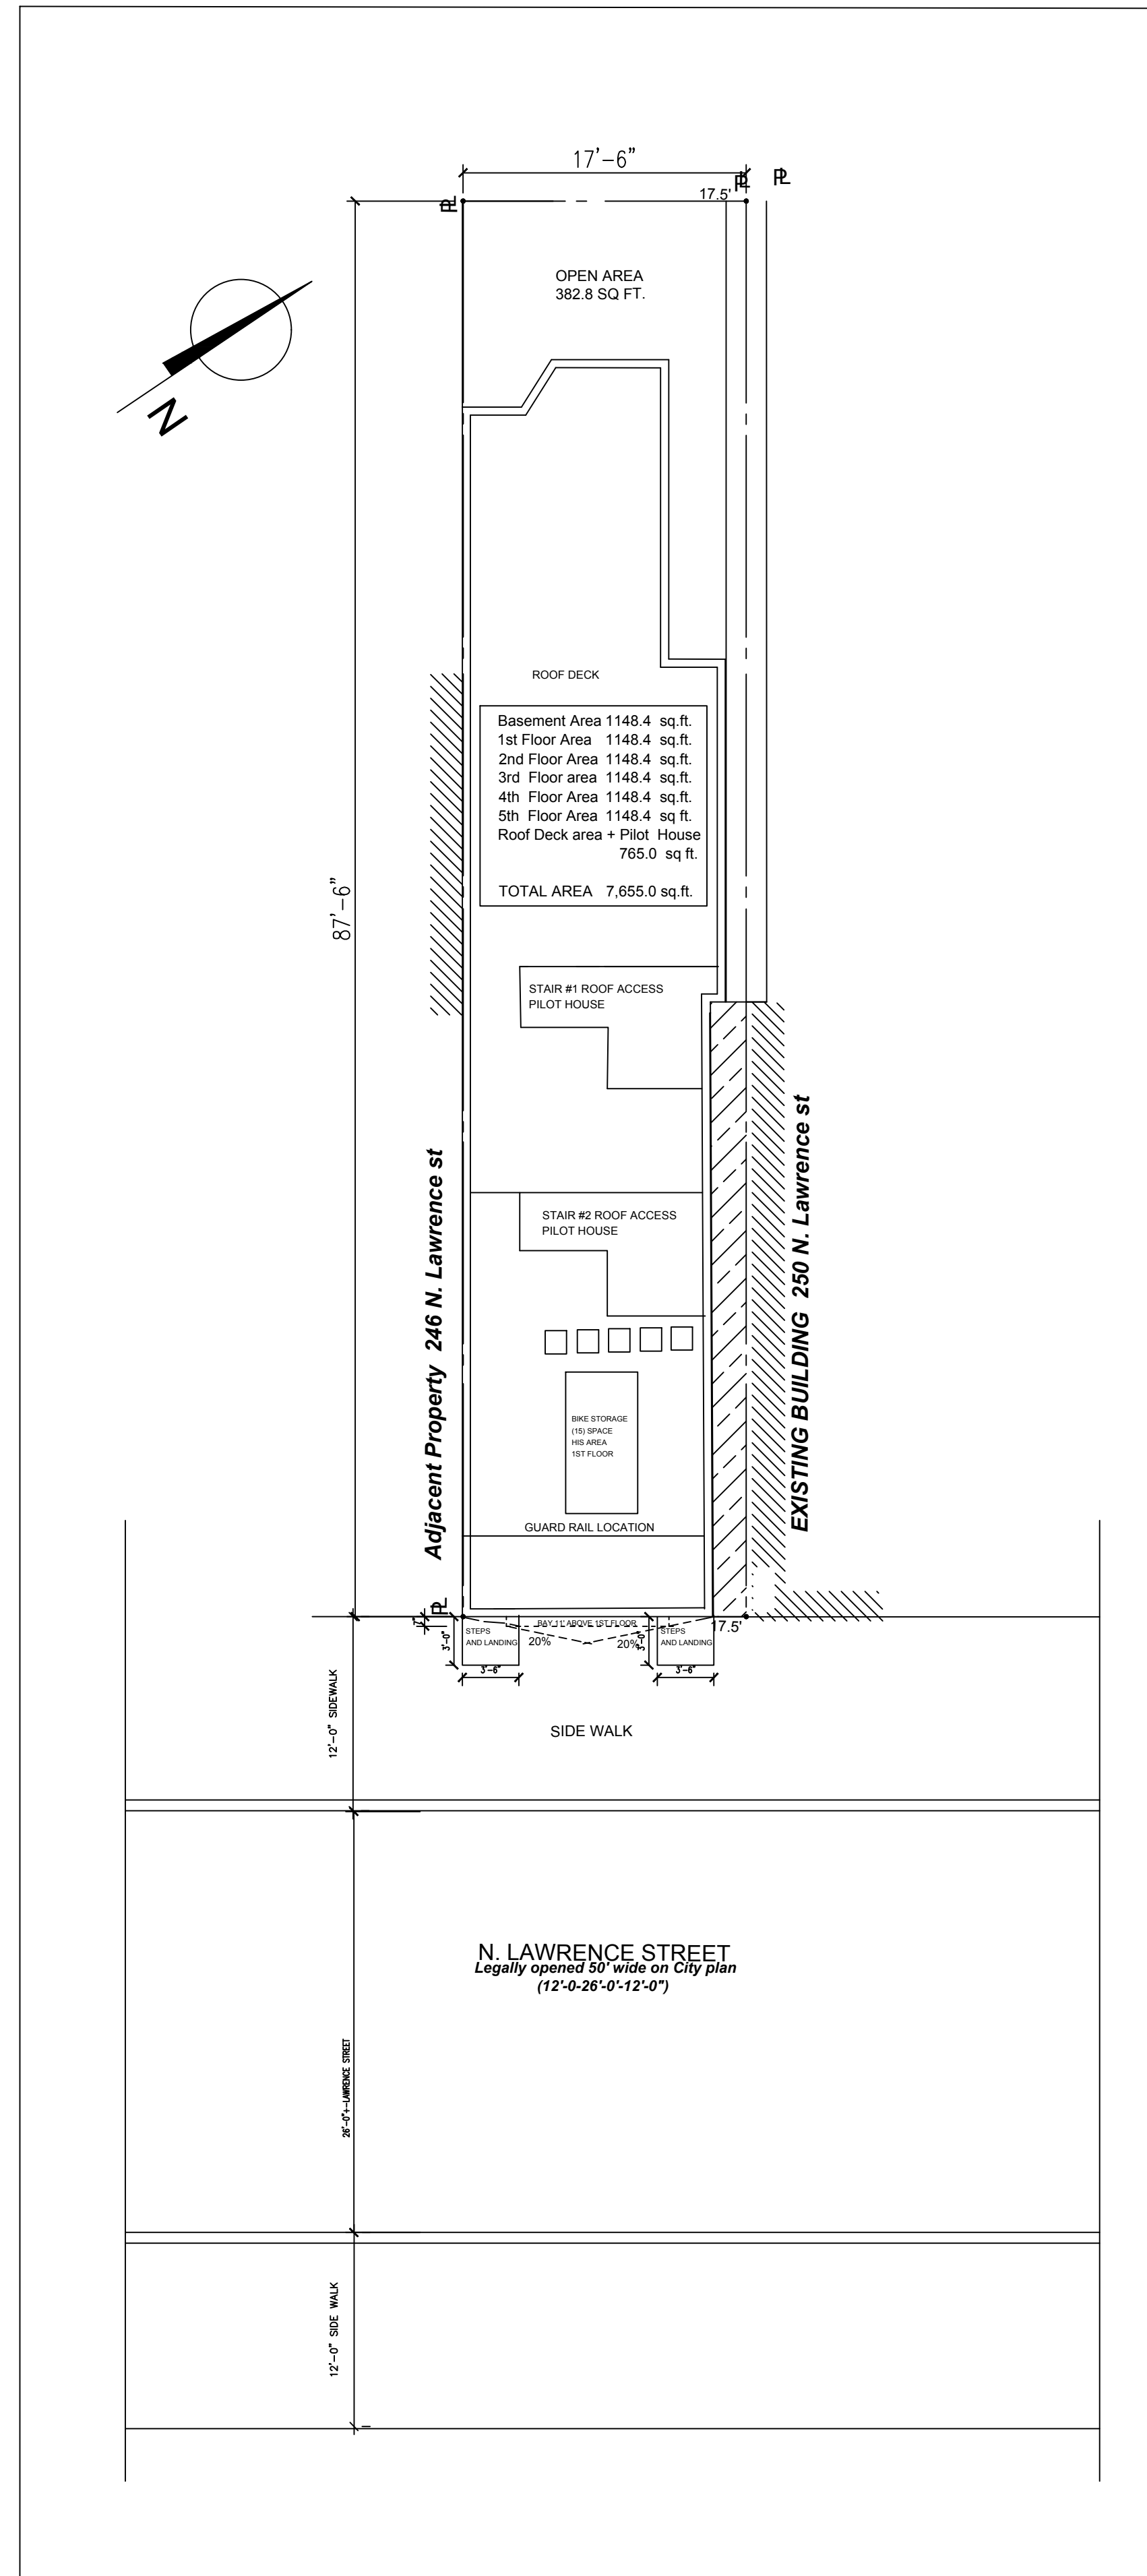 17'-6"
PL
PL
17.5'
PL
OPEN AREA
382.8 SQ FT.
N
ROOF DECK
Basement Area 1148.4 sq.ft.
1st Floor Area 1148.4 sq.ft.
2nd Floor Area 1148.4 sq.ft.
3rd Floor area 1148.4 sq.ft.
4th Floor Area 1148.4 sq.ft.
5th Floor Area 1148.4 sq ft.
Roof Deck area + Pilot House
765.0 sq ft.
TOTAL AREA 7,655.0 sq.ft.
87'-6"
STAIR #1 ROOF ACCESS
PILOT HOUSE
Adjacent Property 246 N. Lawrence st
EXISTING BUILDING 250 N. Lawrence st
STAIR #2 ROOF ACCESS
PILOT HOUSE
BIKE STORAGE
(15) SPACE
HIS AREA
1ST FLOOR
GUARD RAIL LOCATION
PL
BAY 11' ABOVE 1ST FLOOR
17.5'
STEPS
AND LANDING
20%
20%
STEPS
AND LANDING
3'-0"
3'-0"
3'-6"
3'-6"
12'-0" SIDEWALK
SIDE WALK
N. LAWRENCE STREET
Legally opened 50' wide on City plan
(12'-0-26'-0'-12'-0")
26'-0"+-LAWRENCE STREET
12'-0" SIDE WALK